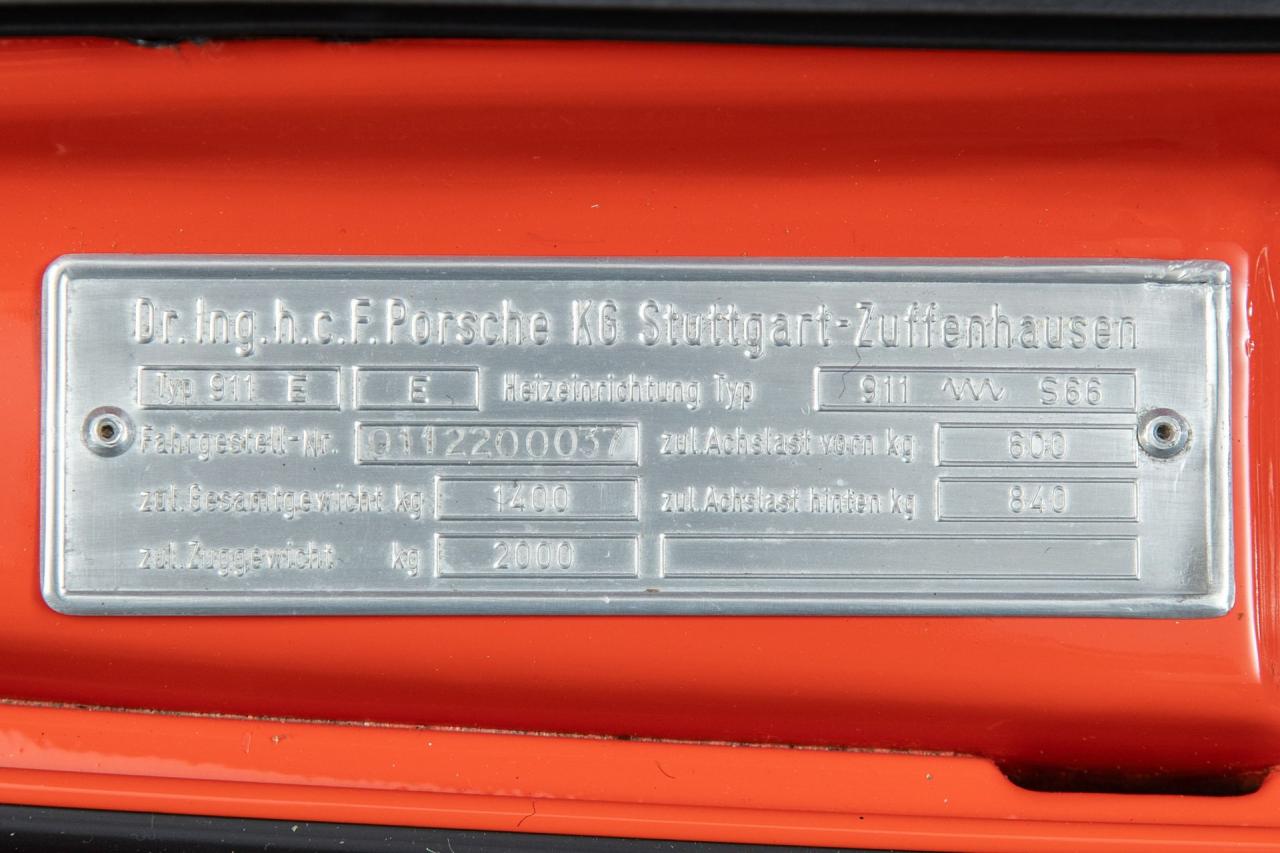 Dr.Ing.h.c.F.Porsche KG Stuttgart-Zuffenhausen
Typ 911 E E Heizeinrichtung Typ 911 S66
Fahrgestell-Nr. 9112200037 zul.Achslast vorn kg 600
zul.Gesamtgewicht kg 1400 zul.Achslast hinten kg 840
zul.Zuggewicht kg 2000